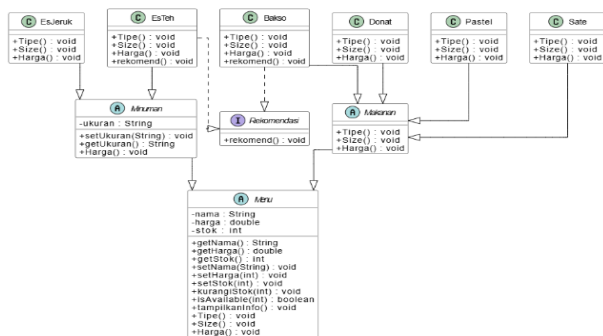 C EsJeruk
+Tipe() : void
+Size() : void
+Harga() : void
C EsTeh
+Tipe() : void
+Size() : void
+Harga() : void
+rekomend() : void
C Bakso
+Tipe() : void
+Size() : void
+Harga() : void
+rekomend() : void
C Donat
+Tipe() : void
+Size() : void
+Harga() : void
C Pastel
+Tipe() : void
+Size() : void
+Harga() : void
C Sate
+Tipe() : void
+Size() : void
+Harga() : void
A Minuman
-ukuran : String
+setUkuran(String) : void
+getUkuran() : String
+Harga() : void
I Rekomendasi
+rekomend() : void
A Makanan
+Tipe() : void
+Size() : void
+Harga() : void
A Menu
-nama : String
-harga : double
-stok : int
+getNama() : String
+getHarga() : double
+getStok() : int
+setNama(String) : void
+setHarga(int) : void
+setStok(int) : void
+kurangiStok(int) : void
+isAvailable(int) : boolean
+tampilkanInfo() : void
+Tipe() : void
+Size() : void
+Harga() : void